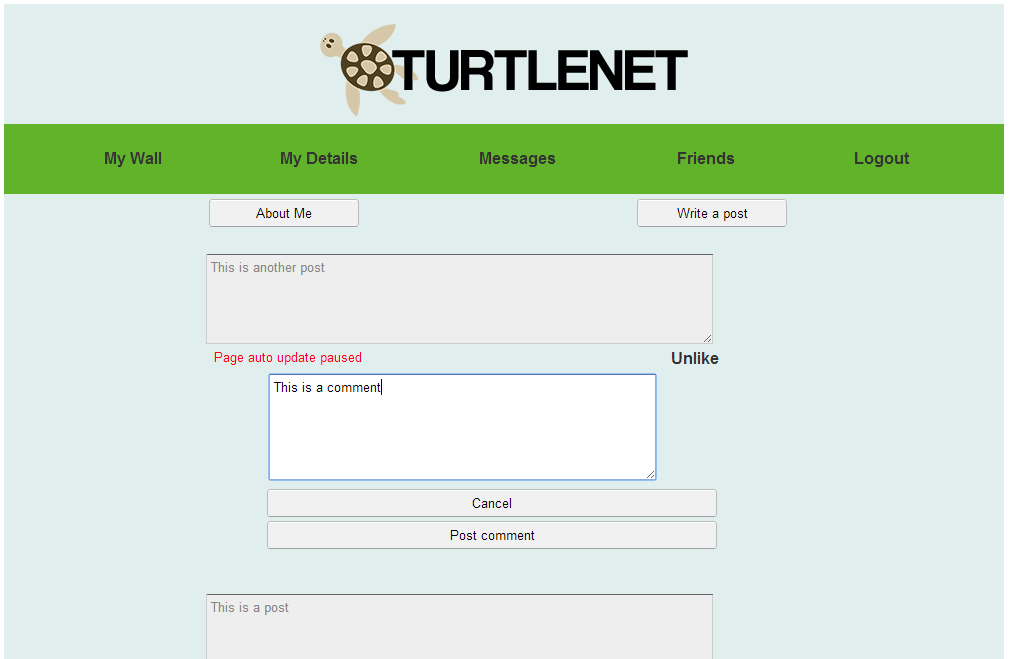 TURTLENET
My Wall My Details Messages Friends Logout
About Me Write a post
This is another post
Page auto update paused Unlike
This is a comment
Cancel
Post comment
This is a post